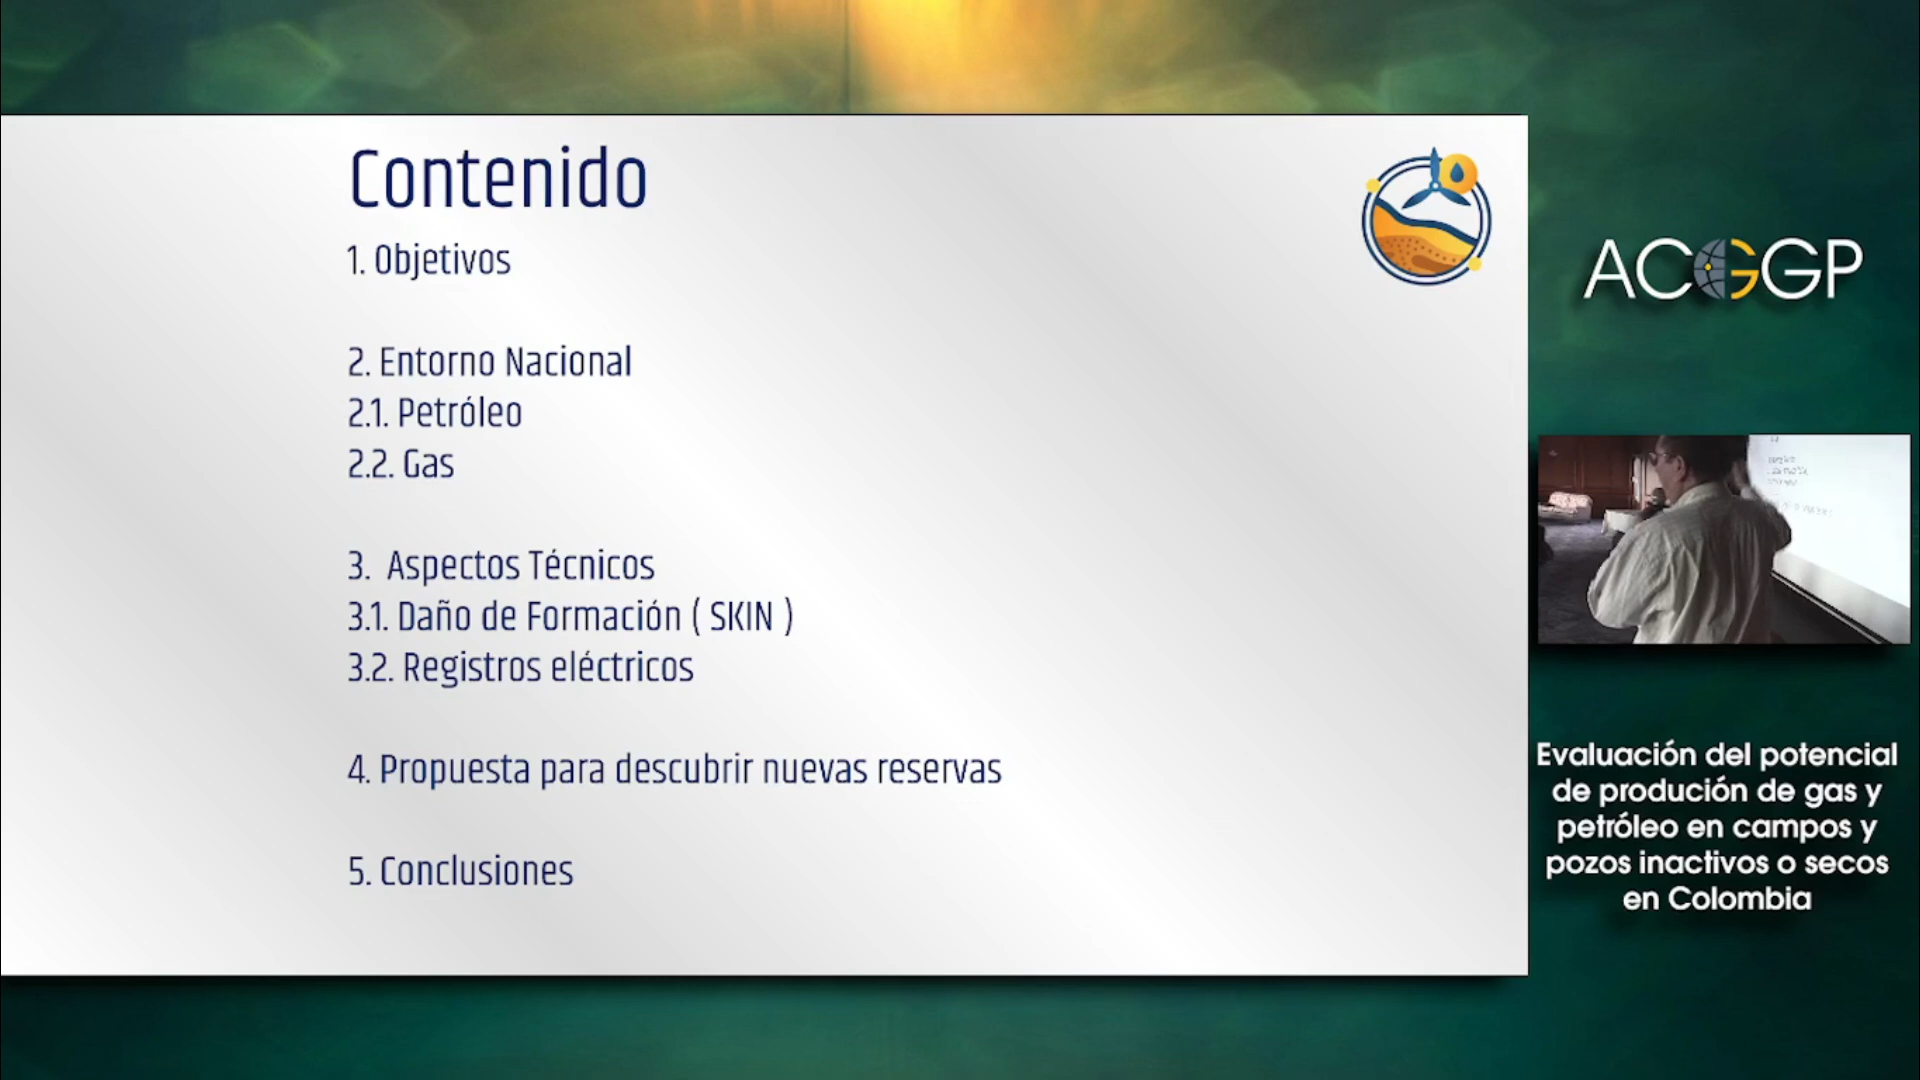 Contenido
1. Objetivos
2. Entorno Nacional
2.1. Petróleo
2.2. Gas
3. Aspectos Técnicos
3.1. Daño de Formación ( SKIN )
3.2. Registros eléctricos
4. Propuesta para descubrir nuevas reservas
5. Conclusiones
ACGGP
Evaluación del potencial
de produción de gas y
petróleo en campos y
pozos inactivos o secos
en Colombia